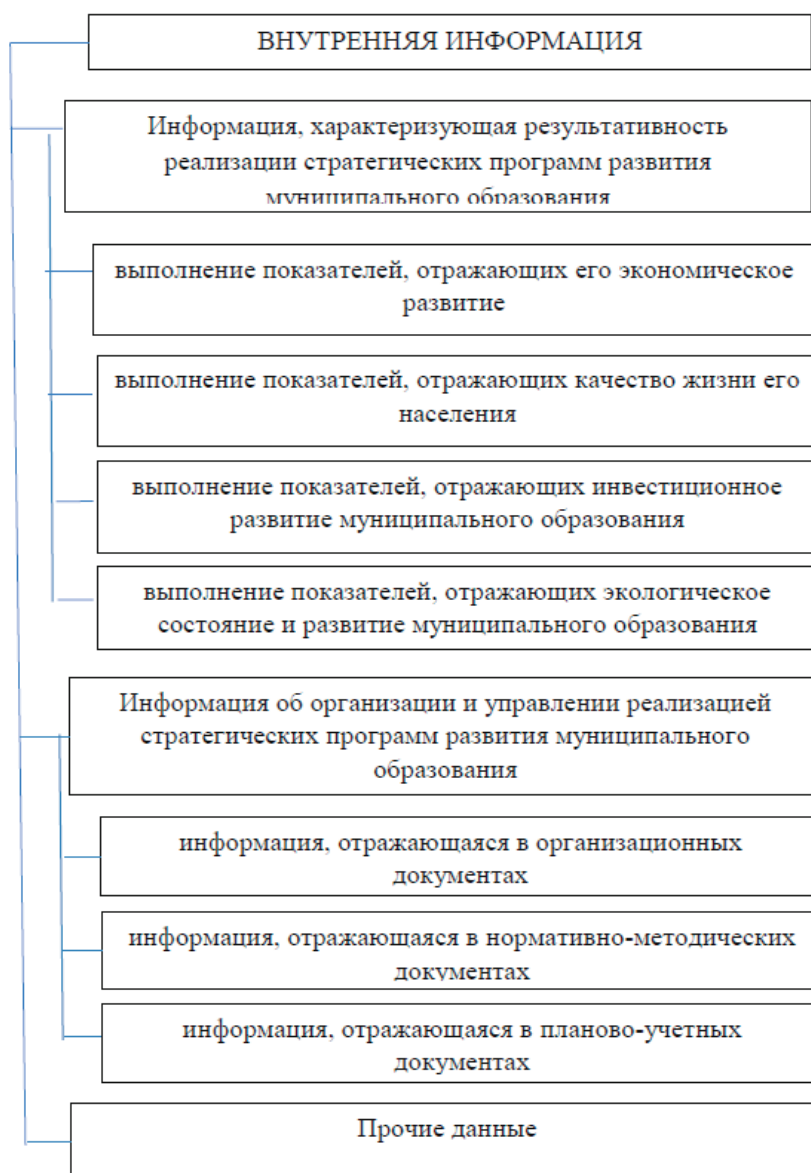 ВНУТРЕННЯЯ ИНФОРМАЦИЯ
Информация, характеризующая результативность
реализации стратегических программ развития
муниципального образования
выполнение показателей, отражающих его экономическое
развитие
выполнение показателей, отражающих качество жизни его
населения
выполнение показателей, отражающих инвестиционное
развитие муниципального образования
выполнение показателей, отражающих экологическое
состояние и развитие муниципального образования
Информация об организации и управлении реализацией
стратегических программ развития муниципального
образования
информация, отражающаяся в организационных
документах
информация, отражающаяся в нормативно-методических
документах
информация, отражающаяся в планово-учетных
документах
Прочие данные